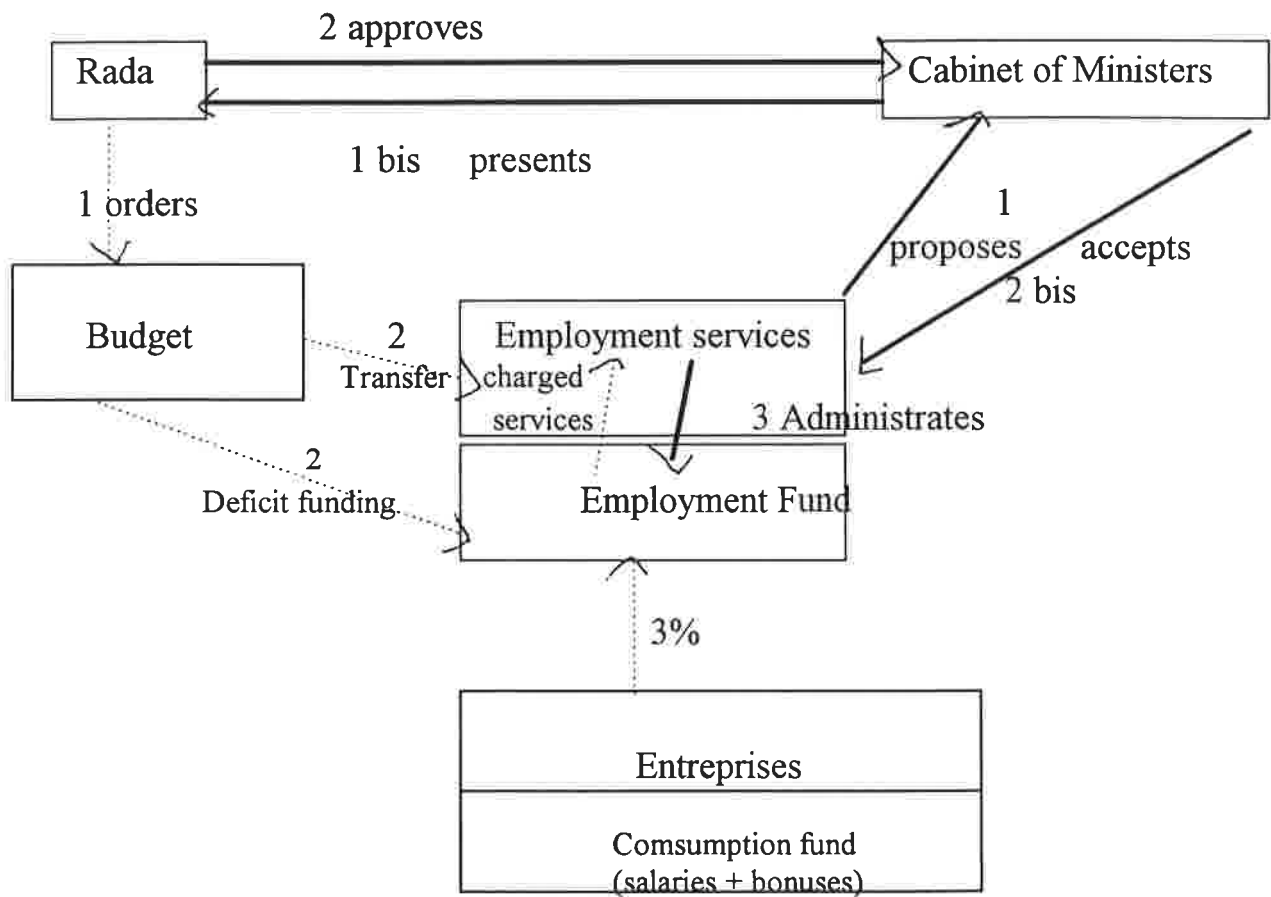 2 approves
Rada
Cabinet of Ministers
1 bis presents
1 orders
1
proposes accepts
2 bis
Budget
2
Transfer
Employment services
charged
services
3 Administrates
2
Deficit funding
Employment Fund
3%
Entreprises
Comsumption fund
(salaries + bonuses)